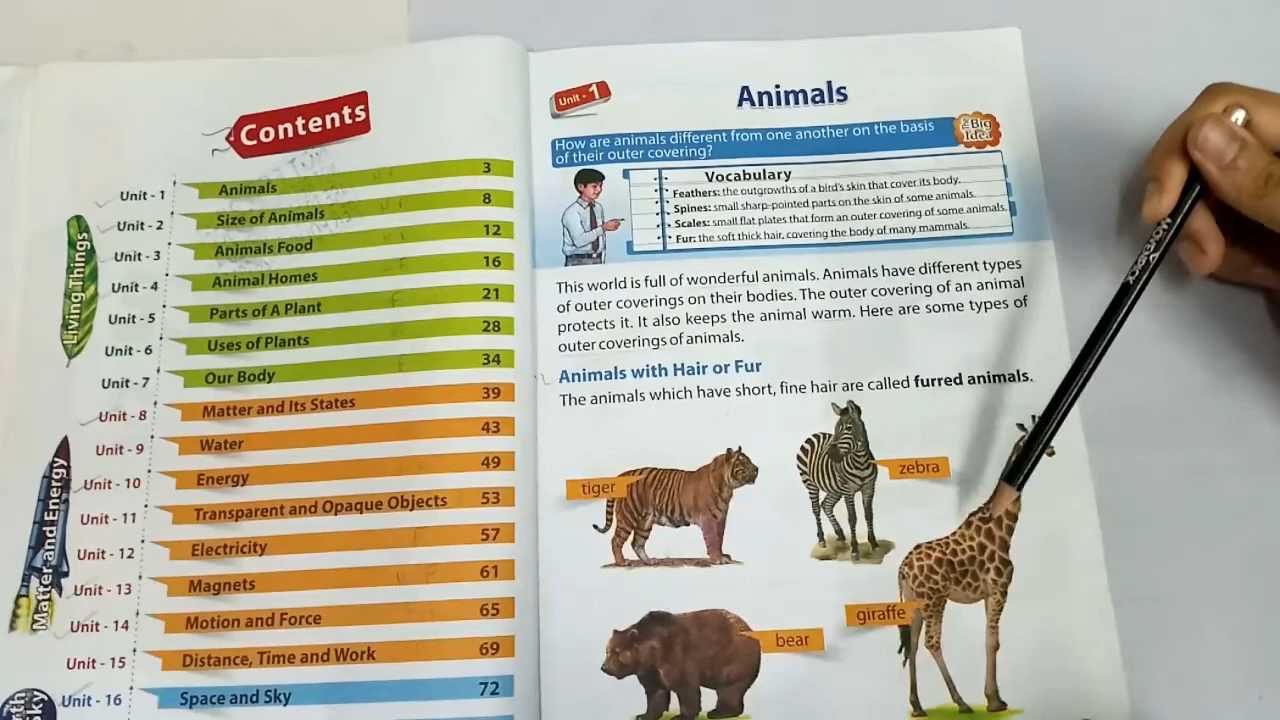 Contents
Living Things
Unit - 1 Animals 3
Unit - 2 Size of Animals 8
Unit - 3 Animals Food 12
Unit - 4 Animal Homes 16
Unit - 5 Parts of A Plant 21
Unit - 6 Uses of Plants 28
Unit - 7 Our Body 34
Matter and Energy
Unit - 8 Matter and Its States 39
Unit - 9 Water 43
Unit - 10 Energy 49
Unit - 11 Transparent and Opaque Objects 53
Unit - 12 Electricity 57
Unit - 13 Magnets 61
Unit - 14 Motion and Force 65
Unit - 15 Distance, Time and Work 69
Sky
Unit - 16 Space and Sky 72
Unit - 1
Animals
How are animals different from one another on the basis
of their outer covering?
The Big
Idea
Vocabulary
Feathers: the outgrowths of a bird's skin that cover its body.
Spines: small sharp-pointed parts on the skin of some animals.
Scales: small flat plates that form an outer covering of some animals.
Fur: the soft thick hair, covering the body of many mammals.
This world is full of wonderful animals. Animals have different types
of outer coverings on their bodies. The outer covering of an animal
protects it. It also keeps the animal warm. Here are some types of
outer coverings of animals.
Animals with Hair or Fur
The animals which have short, fine hair are called furred animals.
tiger
zebra
bear
giraffe